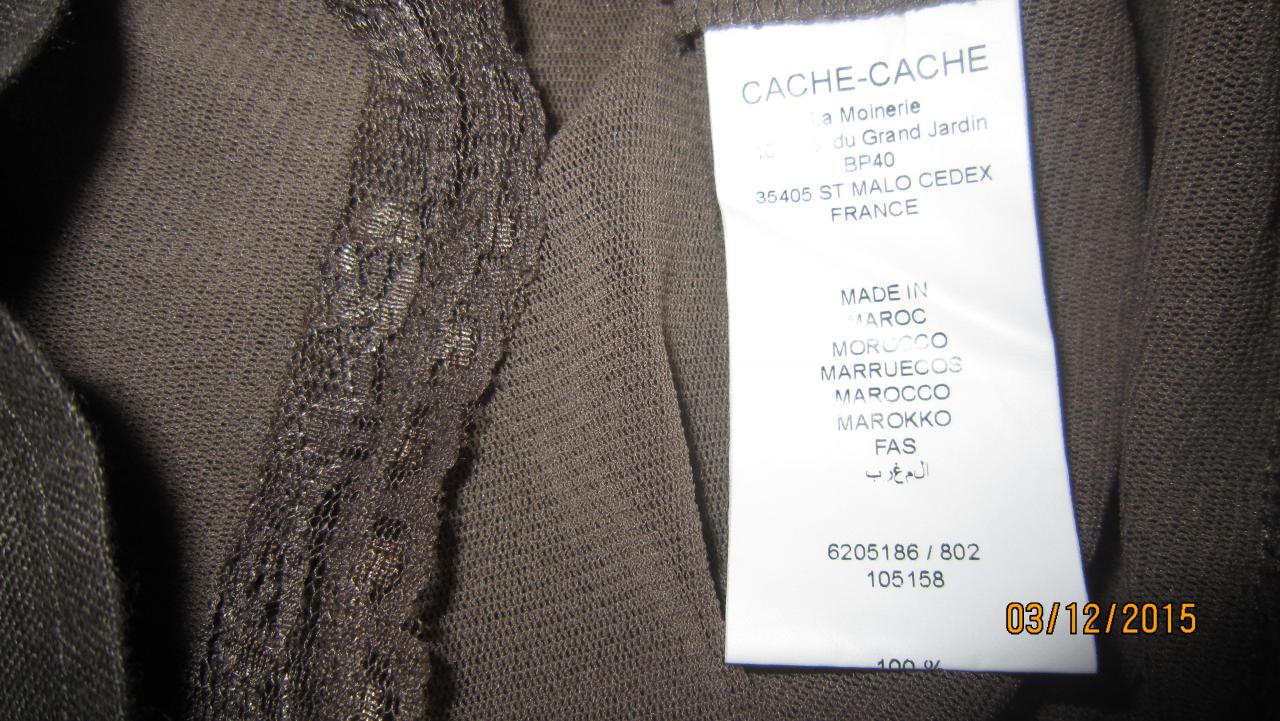 CACHE-CACHE
La Moinerie
du Grand Jardin
BP40
35405 ST MALO CEDEX
FRANCE
MADE IN
MAROC
MOROCCO
MARRUECOS
MAROCCO
MAROKKO
FAS
المغرب
6205186 / 802
105158
100 %
03/12/2015